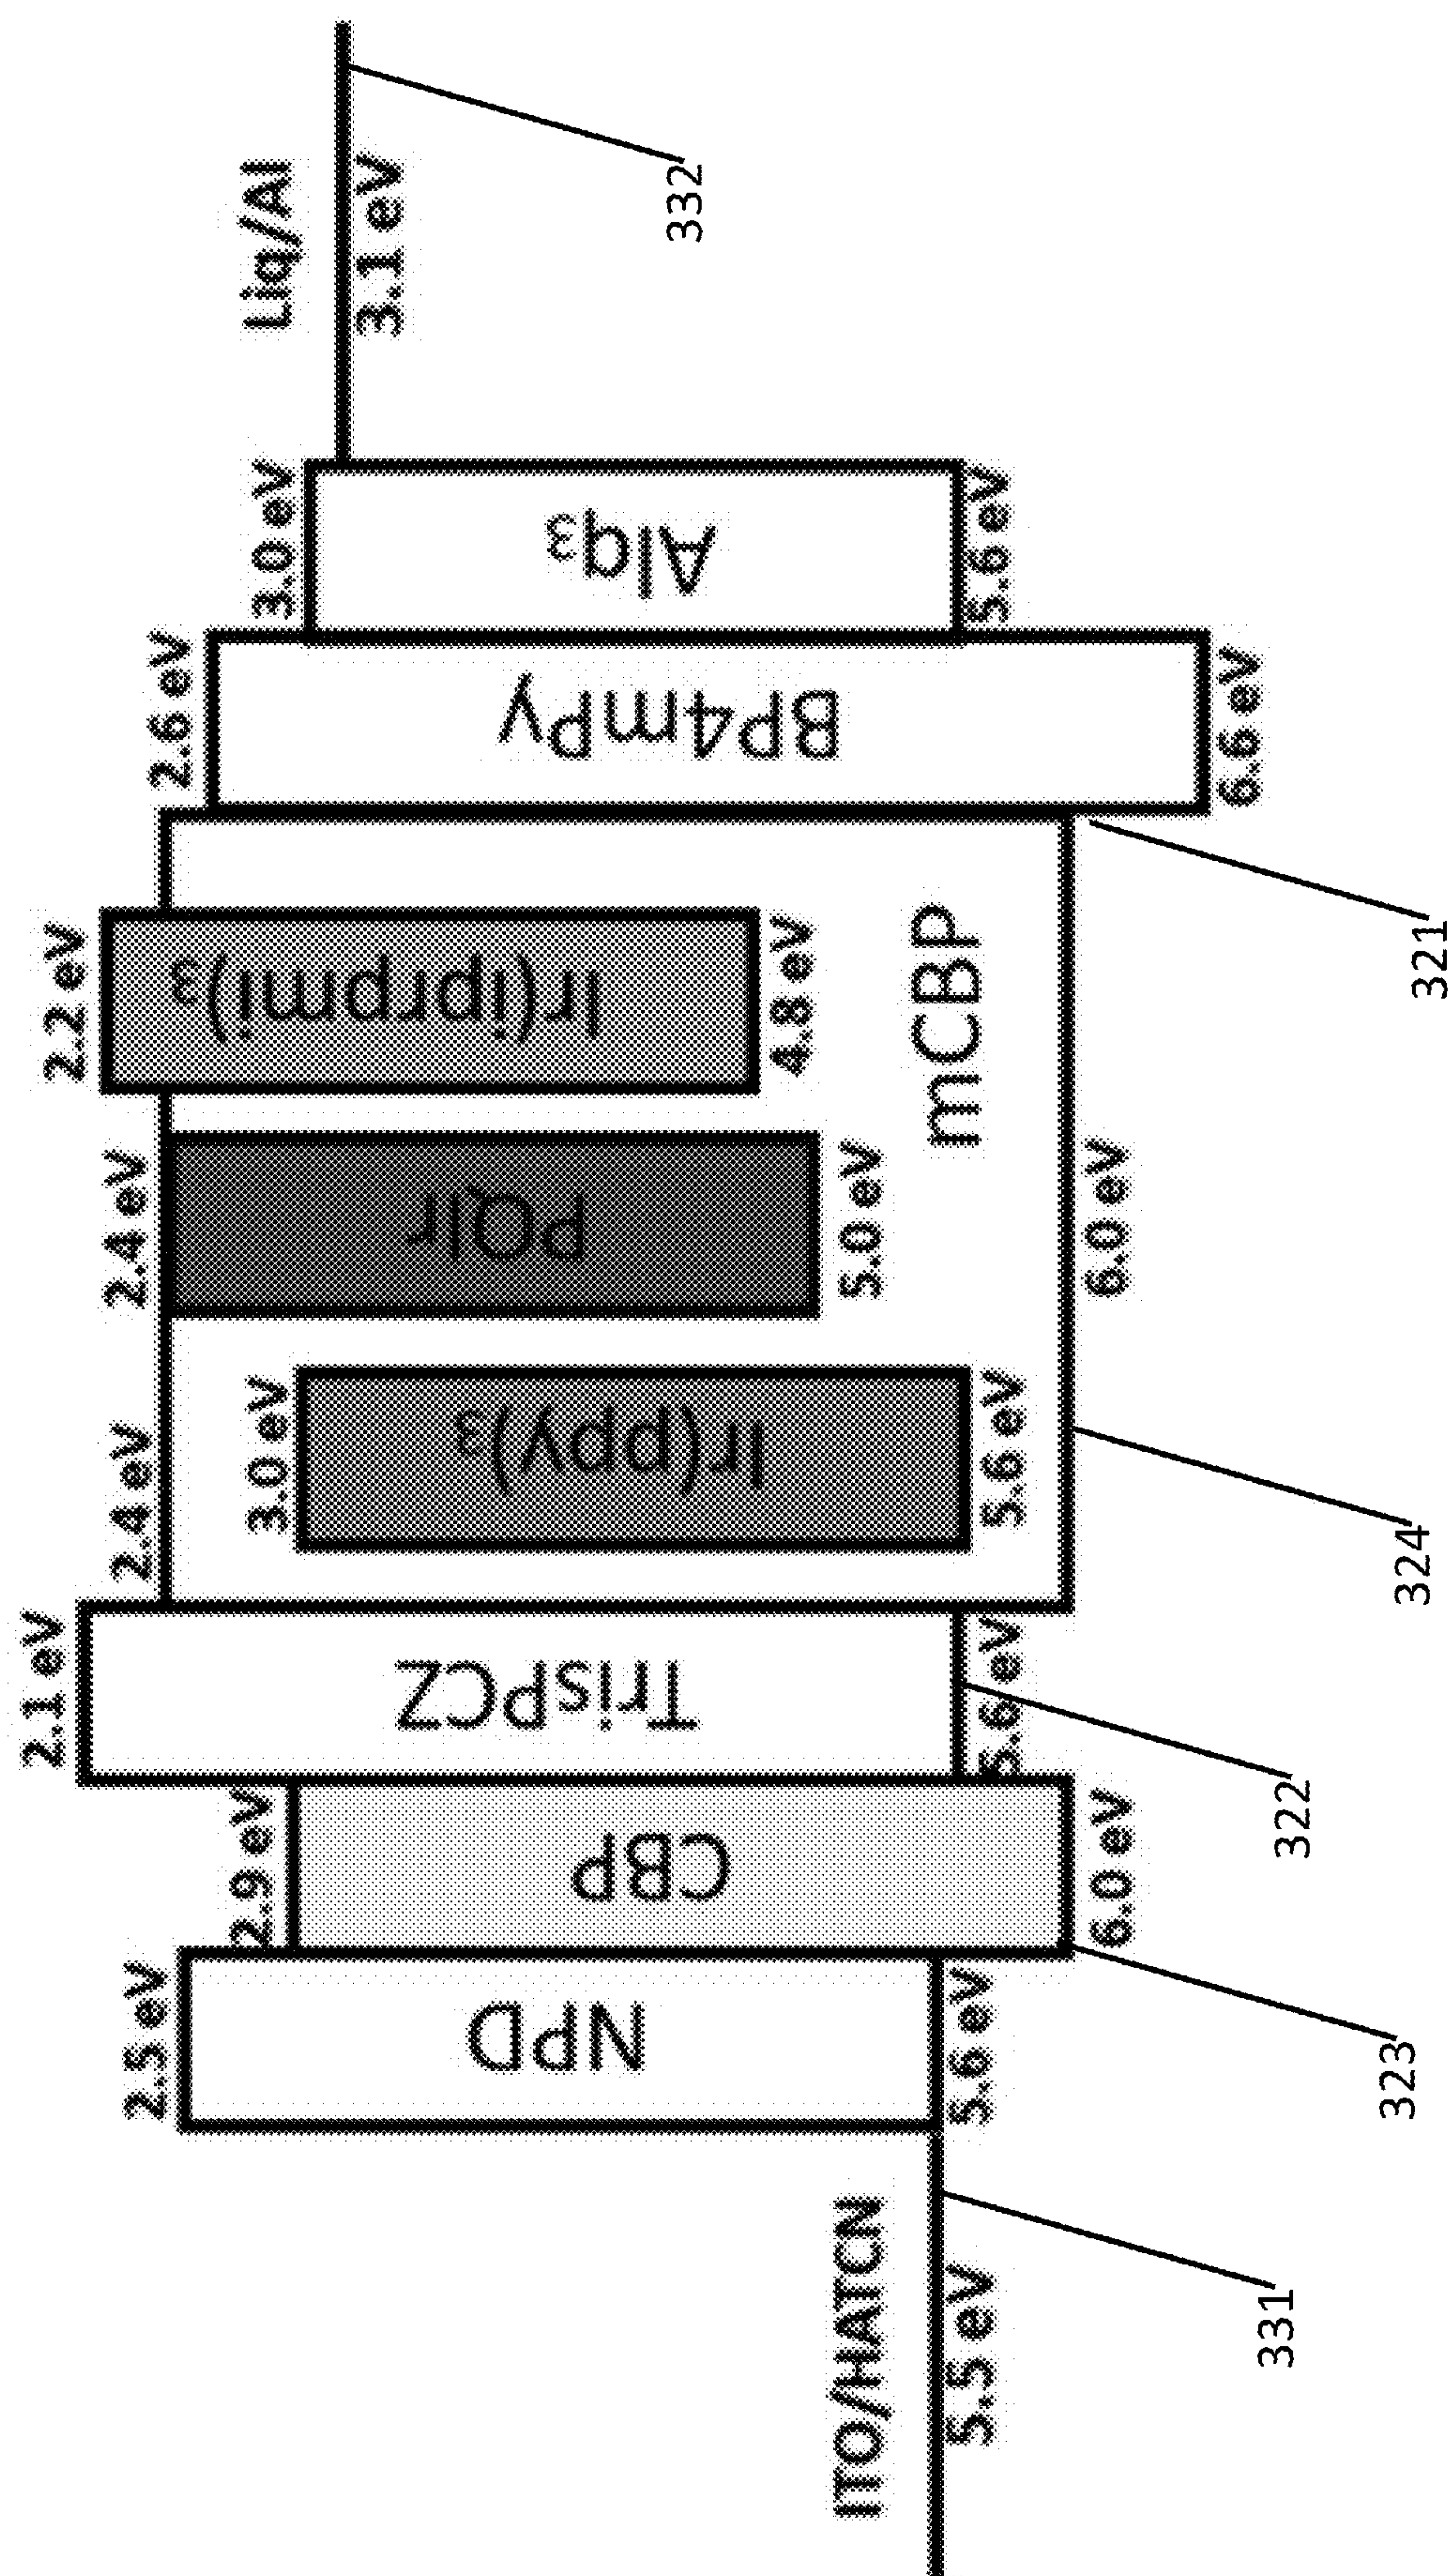 ITO/HATCN
5.5 eV
331
2.5 eV
NPD
5.6 eV
2.9 eV
CBP
6.0 eV
323
2.1 eV
TrisPCZ
5.6 eV
322
2.4 eV
mCBP
6.0 eV
324
3.0 eV
Ir(ppy)3
5.6 eV
2.4 eV
PQIr
5.0 eV
2.2 eV
Ir(iprpmi)3
4.8 eV
321
2.6 eV
BP4mPy
6.6 eV
3.0 eV
Alq3
5.6 eV
Liq/Al
3.1 eV
332